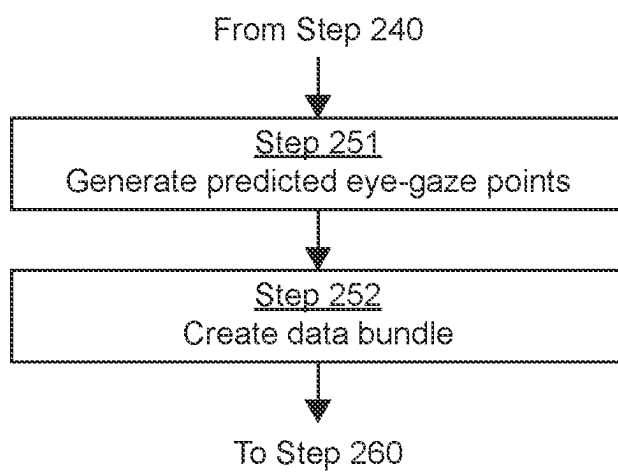 From Step 240
Step 251
Generate predicted eye-gaze points
Step 252
Create data bundle
To Step 260